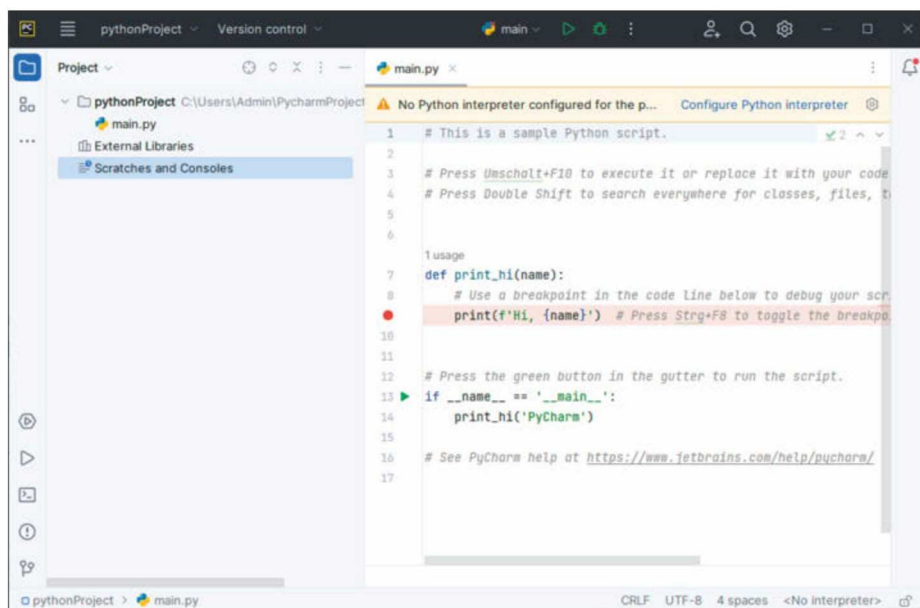 PC pythonProject Version control main
Project
main.py
pythonProject C:\Users\Admin\PycharmProject
main.py
External Libraries
Scratches and Consoles
No Python interpreter configured for the p... Configure Python interpreter
1 # This is a sample Python script. 2
2
3 # Press Umschalt+F10 to execute it or replace it with your code
4 # Press Double Shift to search everywhere for classes, files, t
5
6
1 usage
7 def print_hi(name):
8 # Use a breakpoint in the code line below to debug your scr
print(f'Hi, {name}') # Press Strg+F8 to toggle the breakpo
10
11
12 # Press the green button in the gutter to run the script.
13 if __name__ == '__main__':
14 print_hi('PyCharm')
15
16 # See PyCharm help at https://www.jetbrains.com/help/pycharm/
17
pythonProject > main.py CRLF UTF-8 4 spaces <No interpreter>